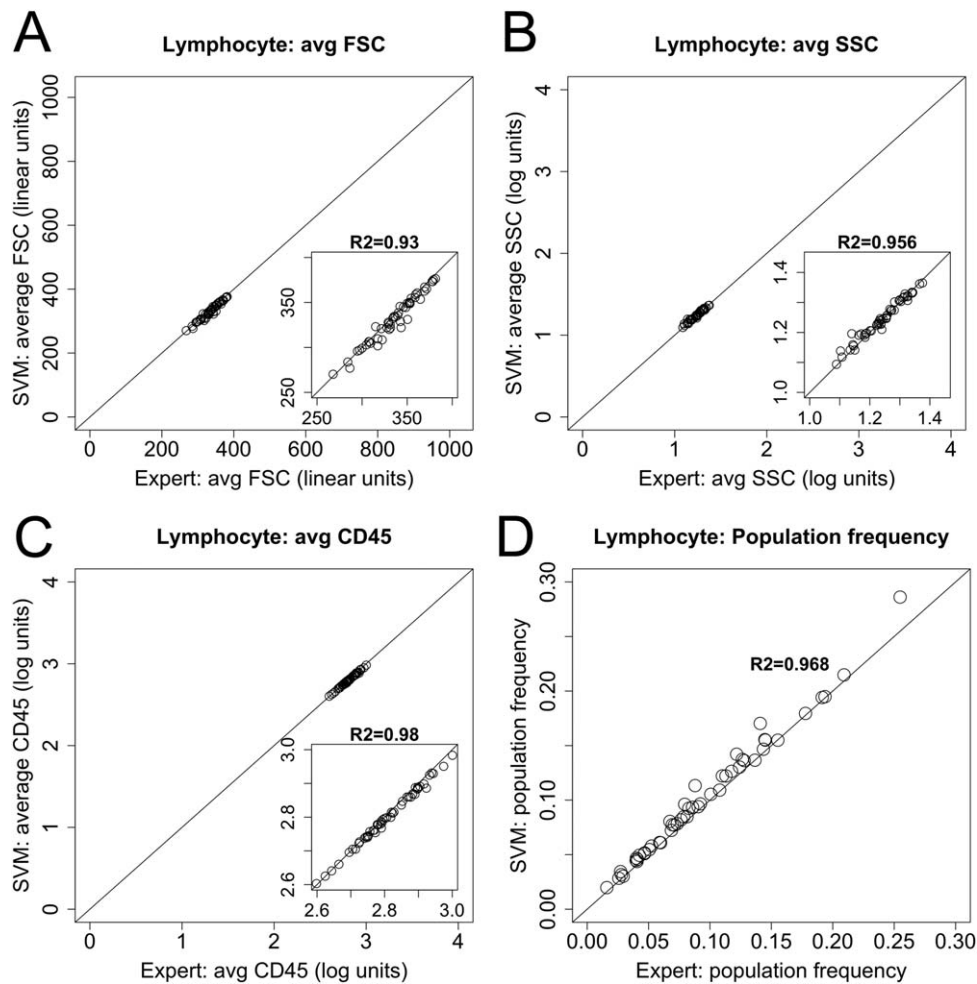 A
Lymphocyte: avg FSC
SVM: average FSC (linear units)
1000
800
600
400
200
0
R2=0.93
350
250
250
350
0
200
400
600
800
1000
Expert: avg FSC (linear units)
B
Lymphocyte: avg SSC
SVM: average SSC (log units)
4
3
2
1
0
R2=0.956
1.4
1.2
1.0
1.0
1.2
1.4
0
1
2
3
4
Expert: avg SSC (log units)
C
Lymphocyte: avg CD45
SVM: average CD45 (log units)
4
3
2
1
0
R2=0.98
3.0
2.8
2.6
2.6
2.8
3.0
0
1
2
3
4
Expert: avg CD45 (log units)
D
Lymphocyte: Population frequency
SVM: population frequency
0.30
0.20
0.10
0.00
R2=0.968
0.00
0.05
0.10
0.15
0.20
0.25
0.30
Expert: population frequency